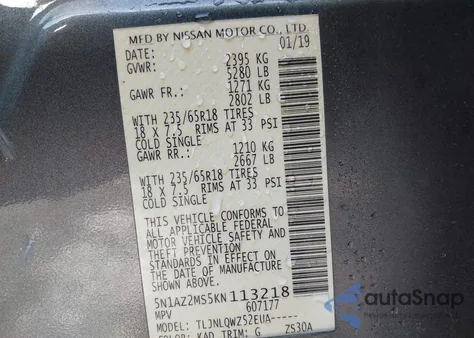 MFD BY NISSAN MOTOR CO., LTD.
DATE: 01/19
GVWR: 2395 KG
5280 LB
GAWR FR.: 1271 KG
2802 LB
WITH 235/65R18 TIRES
18 X 7.5 RIMS AT 33 PSI
COLD SINGLE
GAWR RR.: 1210 KG
2667 LB
WITH 235/65R18 TIRES
18 X 7.5 RIMS AT 33 PSI
COLD SINGLE
THIS VEHICLE CONFORMS TO
ALL APPLICABLE FEDERAL
MOTOR VEHICLE SAFETY AND
THEFT PREVENTION
STANDARDS IN EFFECT ON
THE DATE OF MANUFACTURE
SHOWN ABOVE.
5N1AZ2MS5KN113218
MPV 607177
MODEL: TLJNLQWZ52EUA-----
COLOR: KAD TRIM: G ZS30A
autoSnap